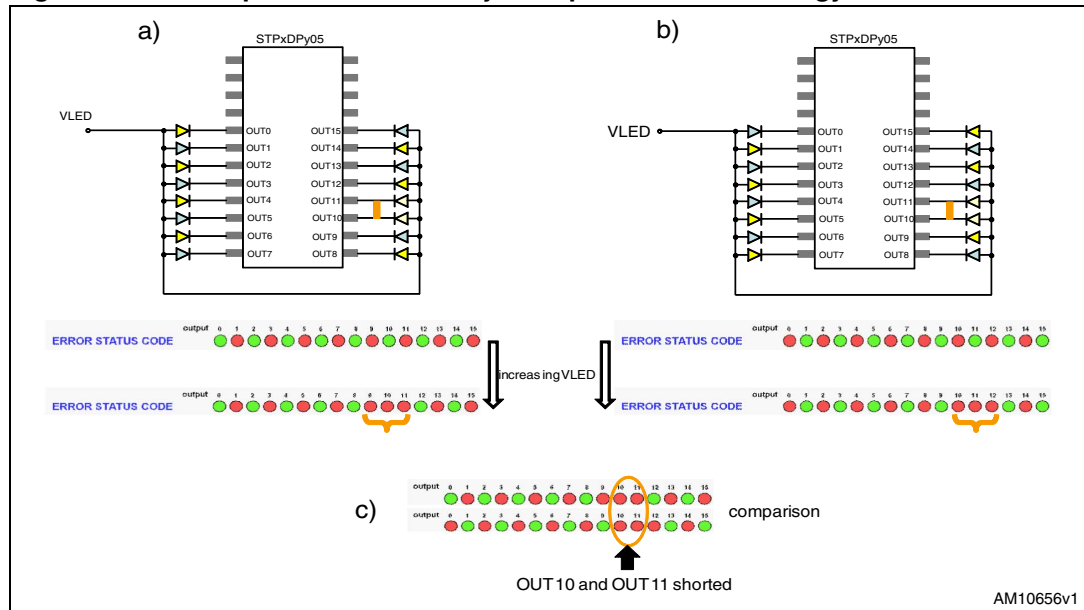 a)
STPxDPy05
VLED
OUT0 OUT15
OUT1 OUT14
OUT2 OUT13
OUT3 OUT12
OUT4 OUT11
OUT5 OUT10
OUT6 OUT9
OUT7 OUT8
b)
STPxDPy05
VLED
OUT0 OUT15
OUT1 OUT14
OUT2 OUT13
OUT3 OUT12
OUT4 OUT11
OUT5 OUT10
OUT6 OUT9
OUT7 OUT8
output 0 1 2 3 4 5 6 7 8 9 10 11 12 13 14 15
ERROR STATUS CODE
output 0 1 2 3 4 5 6 7 8 9 10 11 12 13 14 15
ERROR STATUS CODE
increasing VLED
output 0 1 2 3 4 5 6 7 8 9 10 11 12 13 14 15
ERROR STATUS CODE
output 0 1 2 3 4 5 6 7 8 9 10 11 12 13 14 15
ERROR STATUS CODE
c)
output 0 1 2 3 4 5 6 7 8 9 10 11 12 13 14 15
output 0 1 2 3 4 5 6 7 8 9 10 11 12 13 14 15
comparison
OUT 10 and OUT 11 shorted
AM10656v1